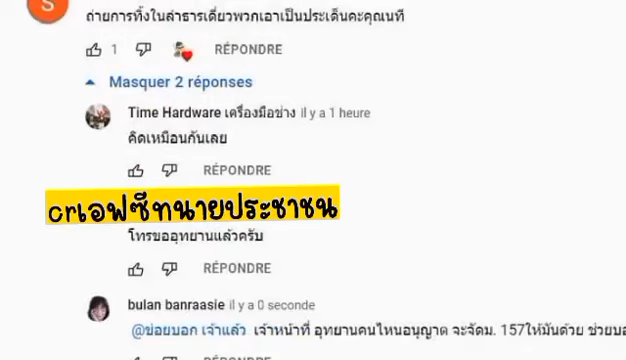 S
ถ่ายการทิ้งในลำธารเดี๋ยวพวกเอาเป็นประเด็นคะคุณนที
1 RÉPONDRE
Masquer 2 réponses
Time Hardware เครื่องมือช่าง il y a 1 heure
คิดเหมือนกันเลย
RÉPONDRE
crเอฟซีทนายประชาชน
โทรขออุทยานแล้วครับ
RÉPONDRE
bulan banraasie il y a 0 seconde
@ข่อยบอก เจ้าแล้ว เจ้าหน้าที่ อุทยานคนไหนอนุญาต จะจัดม. 157ให้มันด้วย ช่วยบอ